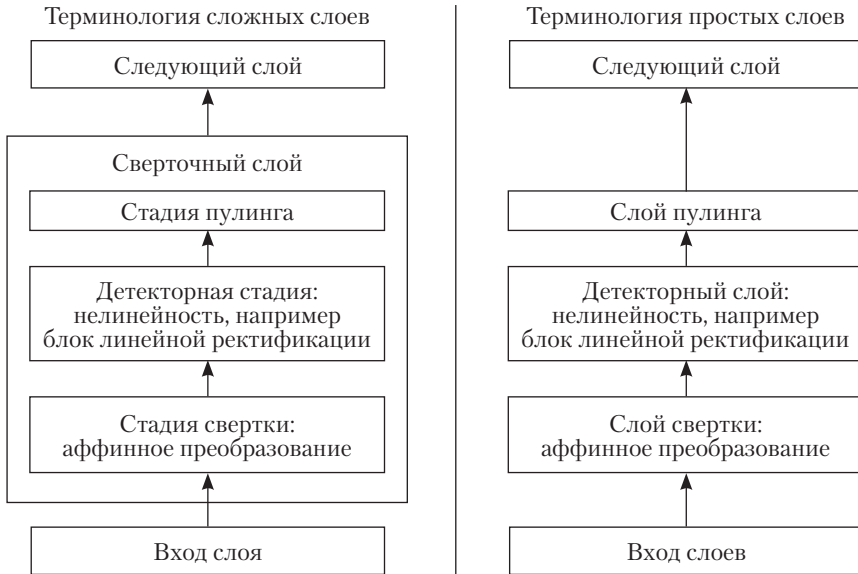 Терминология сложных слоев
Следующий слой
Сверточный слой
Стадия пулинга
Детекторная стадия:
нелинейность, например
блок линейной ректификации
Стадия свертки:
аффинное преобразование
Вход слоя
Терминология простых слоев
Следующий слой
Слой пулинга
Детекторный слой:
нелинейность, например
блок линейной ректификации
Слой свертки:
аффинное преобразование
Вход слоев